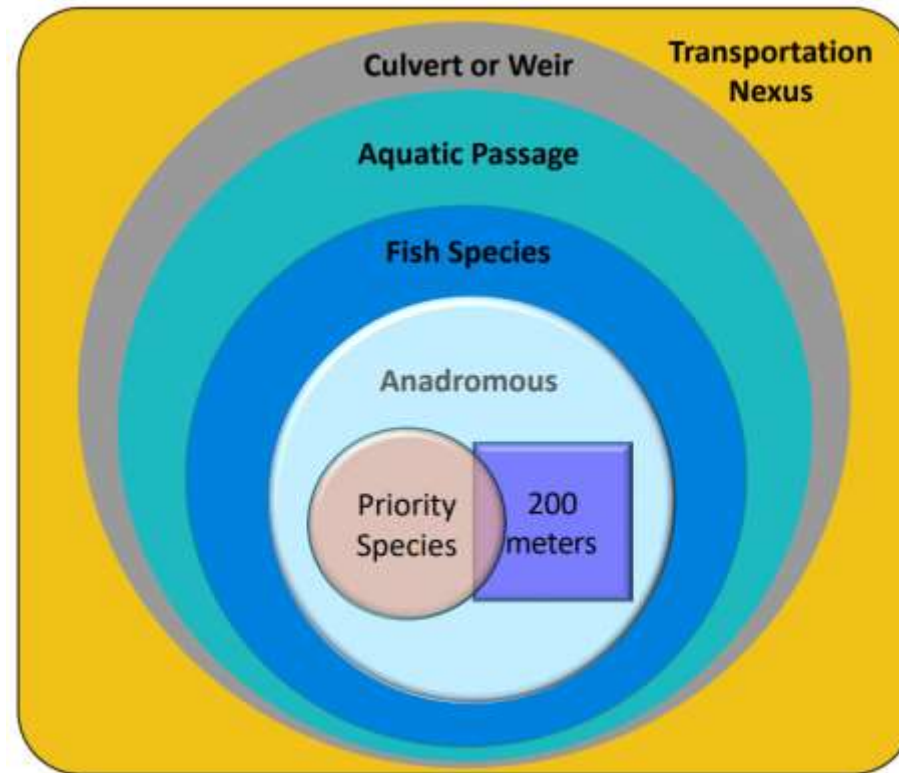 Transportation
Nexus
Culvert or Weir
Aquatic Passage
Fish Species
Anadromous
Priority
Species
200
meters